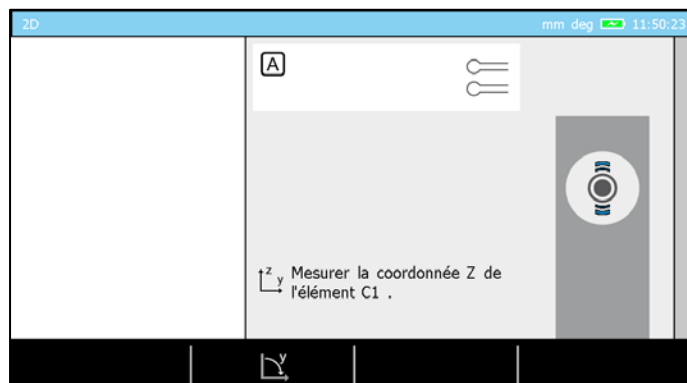 2D
mm deg 11:50:23
A
z
y Mesurer la coordonnée Z de
l'élément C1 .
y